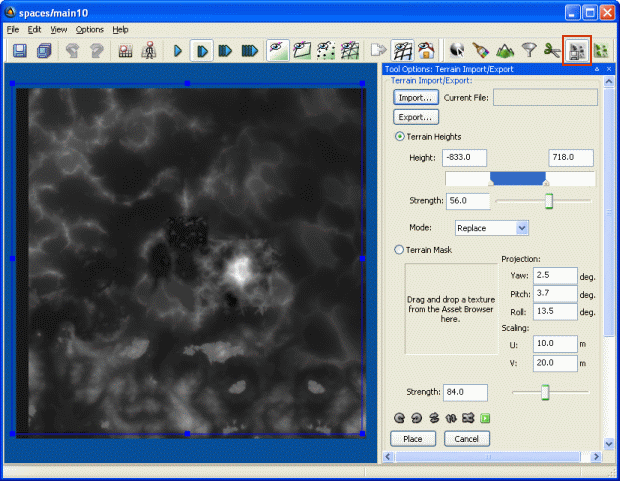 spaces/main10
File Edit View Options Help
Tool Options: Terrain Import/Export
Terrain Import/Export:
Import... Current File:
Export...
Terrain Heights
Height: -833.0 718.0
Strength: 56.0
Mode: Replace
Terrain Mask
Drag and drop a texture
from the Asset Browser
here.
Projection:
Yaw: 2.5 deg.
Pitch: 3.7 deg.
Roll: 13.5 deg.
Scaling:
U: 10.0 m
V: 20.0 m
Strength: 84.0
Place Cancel